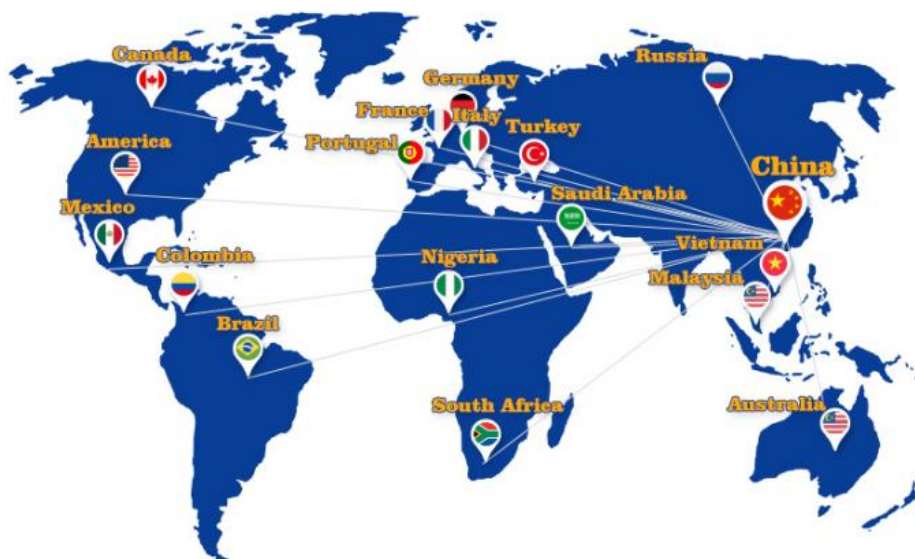 Canada
Russia
Germany
France
Italy
America
Portugal
Turkey
China
Mexico
Saudi Arabia
Vietnam
Colombia
Nigeria
Malaysia
Brazil
South Africa
Australia